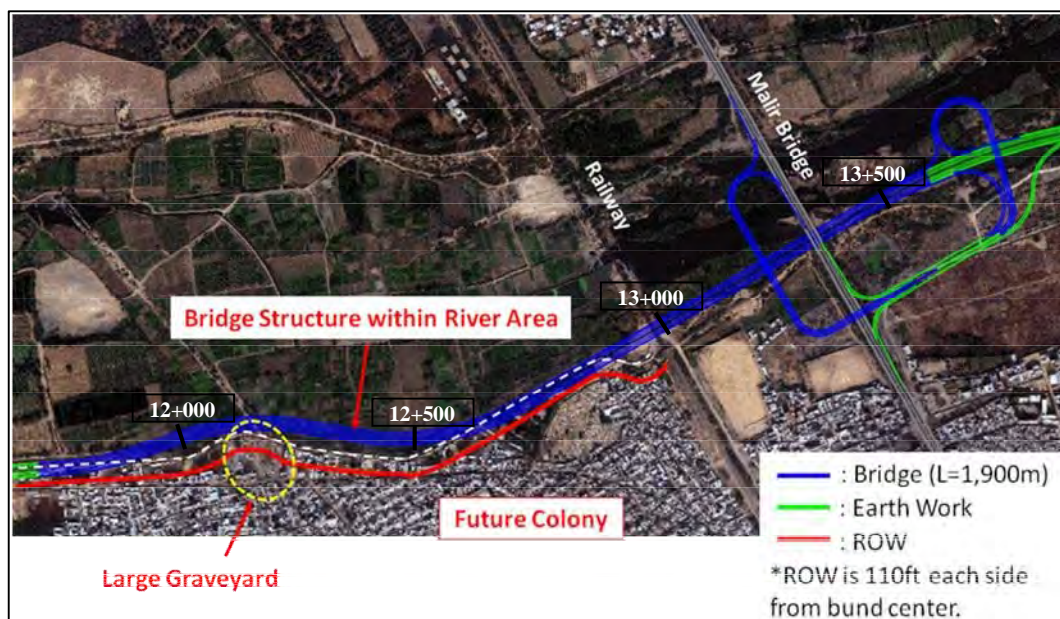 Malir Bridge
Railway
13+500
13+000
Bridge Structure within River Area
12+000
12+500
Future Colony
Large Graveyard
: Bridge (L=1,900m)
: Earth Work
: ROW
*ROW is 110ft each side
from bund center.